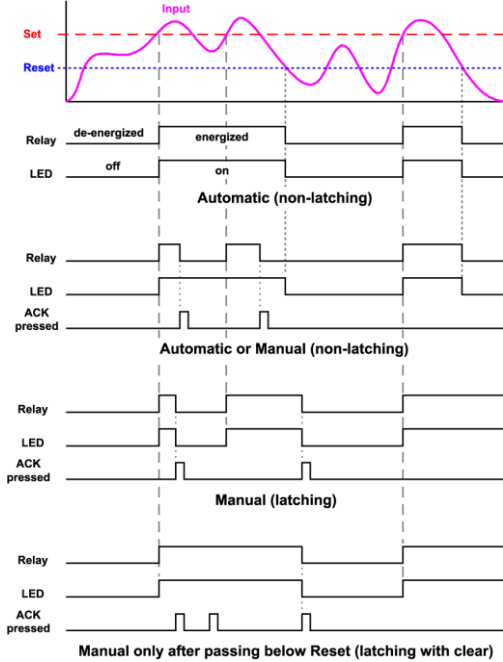 Input
Set
Reset
de-energized
energized
Relay
off
on
LED
Automatic (non-latching)
Relay
LED
ACK
pressed
Automatic or Manual (non-latching)
Relay
LED
ACK
pressed
Manual (latching)
Relay
LED
ACK
pressed
Manual only after passing below Reset (latching with clear)